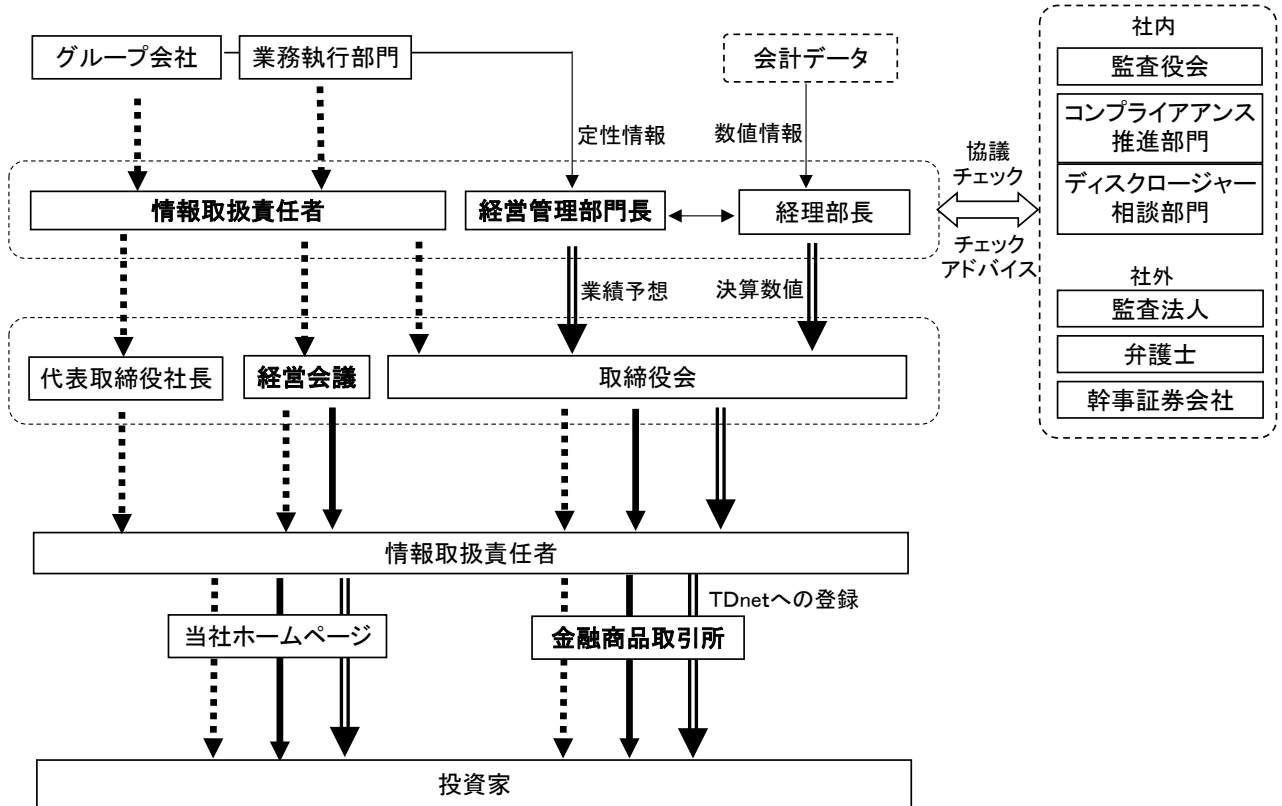 グループ会社
業務執行部門
会計データ
定性情報
数値情報
情報取扱責任者
経営管理部門長
経理部長
業績予想
決算数値
代表取締役社長
経営会議
取締役会
情報取扱責任者
TDnetへの登録
当社ホームページ
金融商品取引所
投資家
協議
チェック
チェック
アドバイス
社内
監査役会
コンプライアアンス
推進部門
ディスクロージャー
相談部門
社外
監査法人
弁護士
幹事証券会社